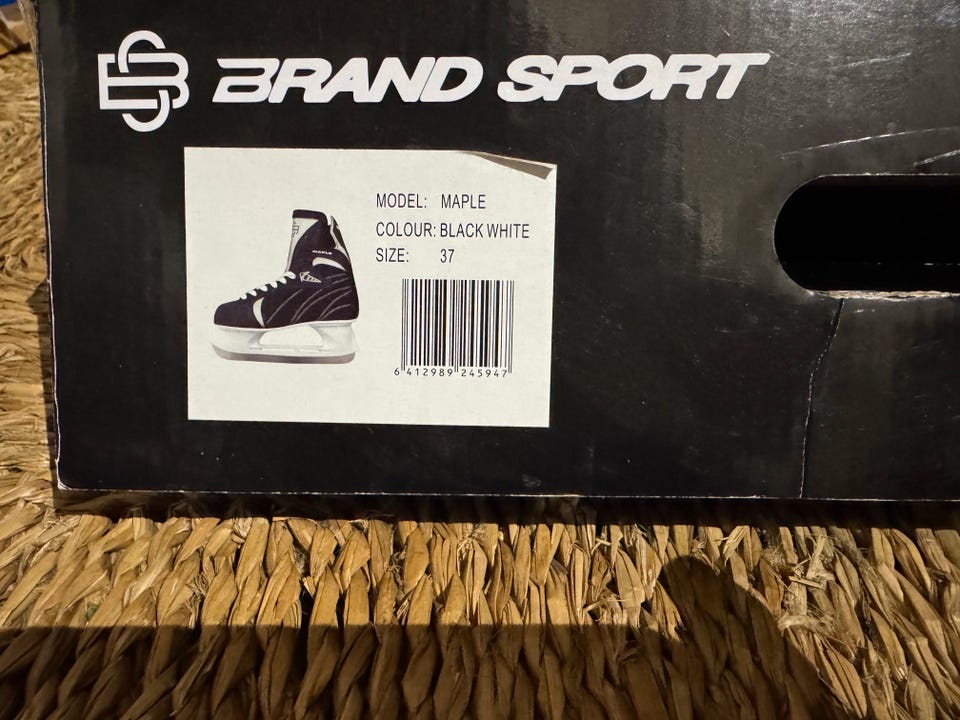 BRAND SPORT
MODEL: MAPLE
COLOUR: BLACK WHITE
SIZE: 37
6 412989 245947